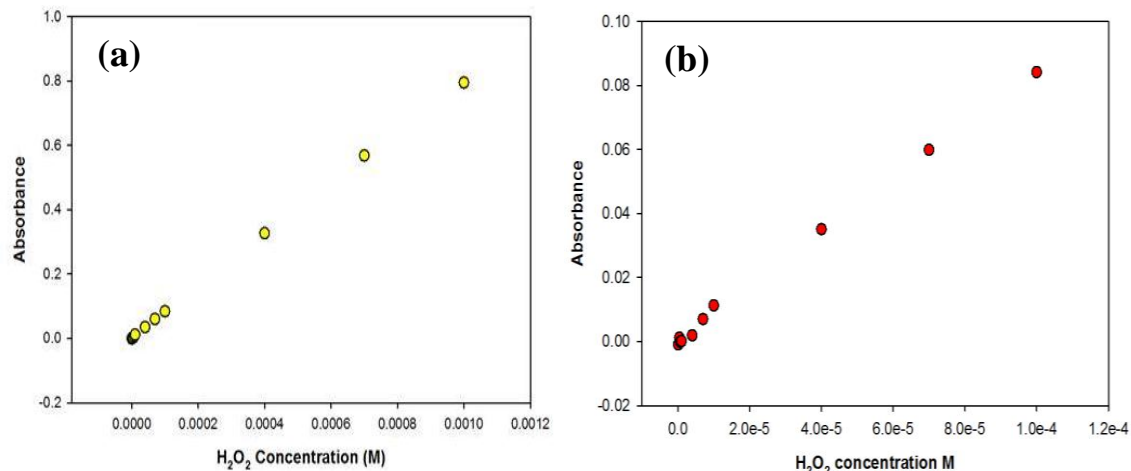 (a)
1.0
0.8
0.6
0.4
0.2
0.0
-0.2
Absorbance
0.0000 0.0002 0.0004 0.0006 0.0008 0.0010 0.0012
H₂O₂ Concentration (M)
(b)
0.10
0.08
0.06
0.04
0.02
0.00
-0.02
Absorbance
0.0 2.0e-5 4.0e-5 6.0e-5 8.0e-5 1.0e-4 1.2e-4
H₂O₂ concentration M